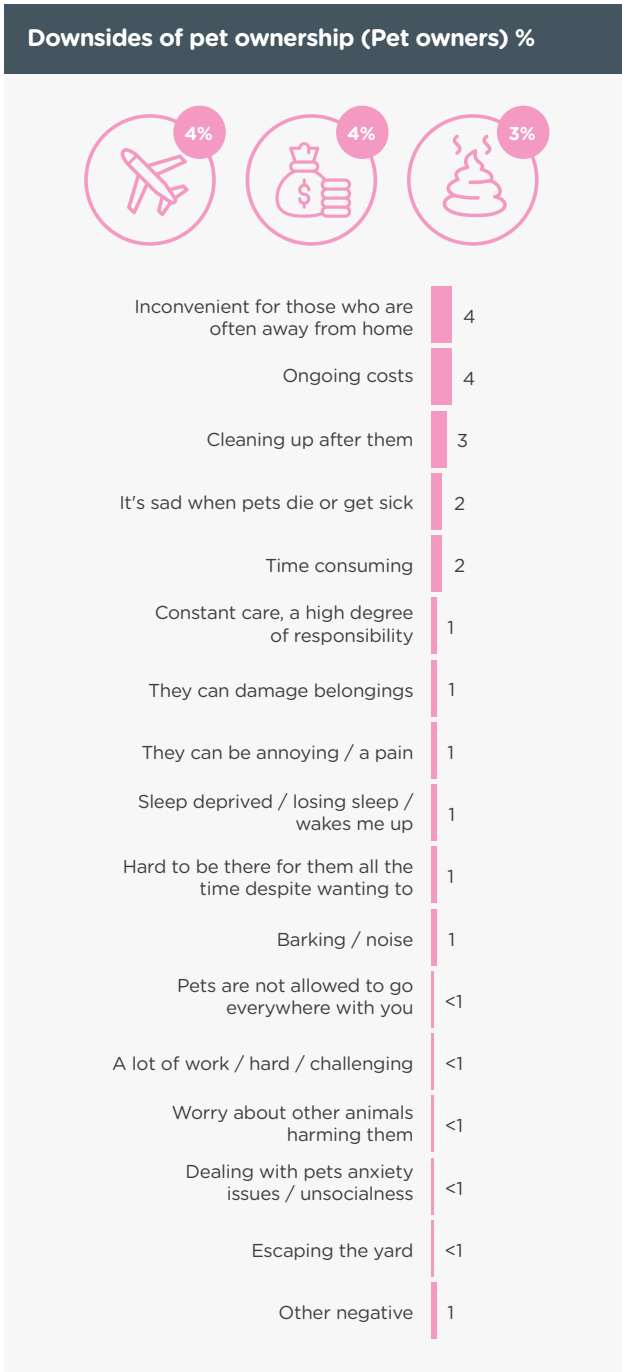 Downsides of pet ownership (Pet owners) %
4%
4%
3%
$
Inconvenient for those who are
often away from home
4
Ongoing costs
4
Cleaning up after them
3
It's sad when pets die or get sick
2
Time consuming
2
Constant care, a high degree
of responsibility
1
They can damage belongings
1
They can be annoying / a pain
1
Sleep deprived / losing sleep /
wakes me up
1
Hard to be there for them all the
time despite wanting to
1
Barking / noise
1
Pets are not allowed to go
everywhere with you
<1
A lot of work / hard / challenging
<1
Worry about other animals
harming them
<1
Dealing with pets anxiety
issues / unsocialness
<1
Escaping the yard
<1
Other negative
1